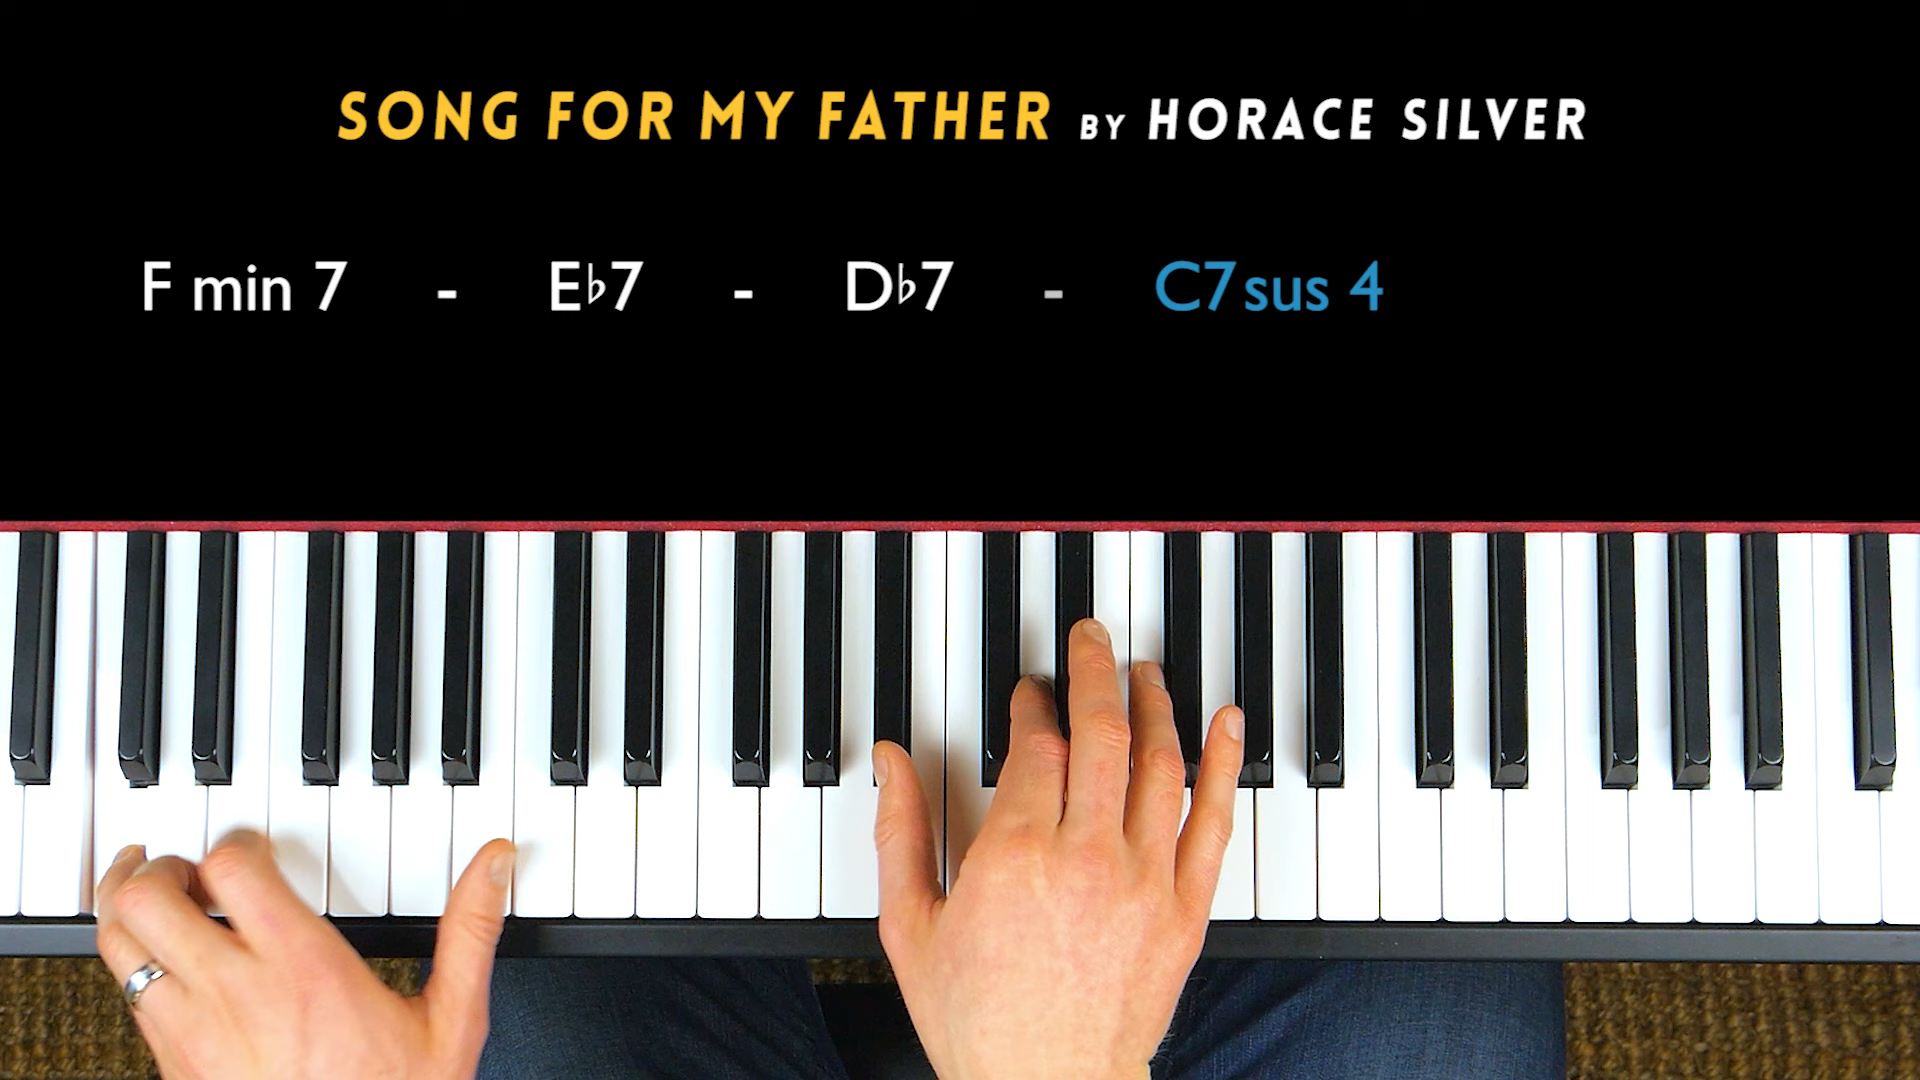 SONG FOR MY FATHER BY HORACE SILVER
F min 7 - E♭7 - D♭7 - C7sus 4